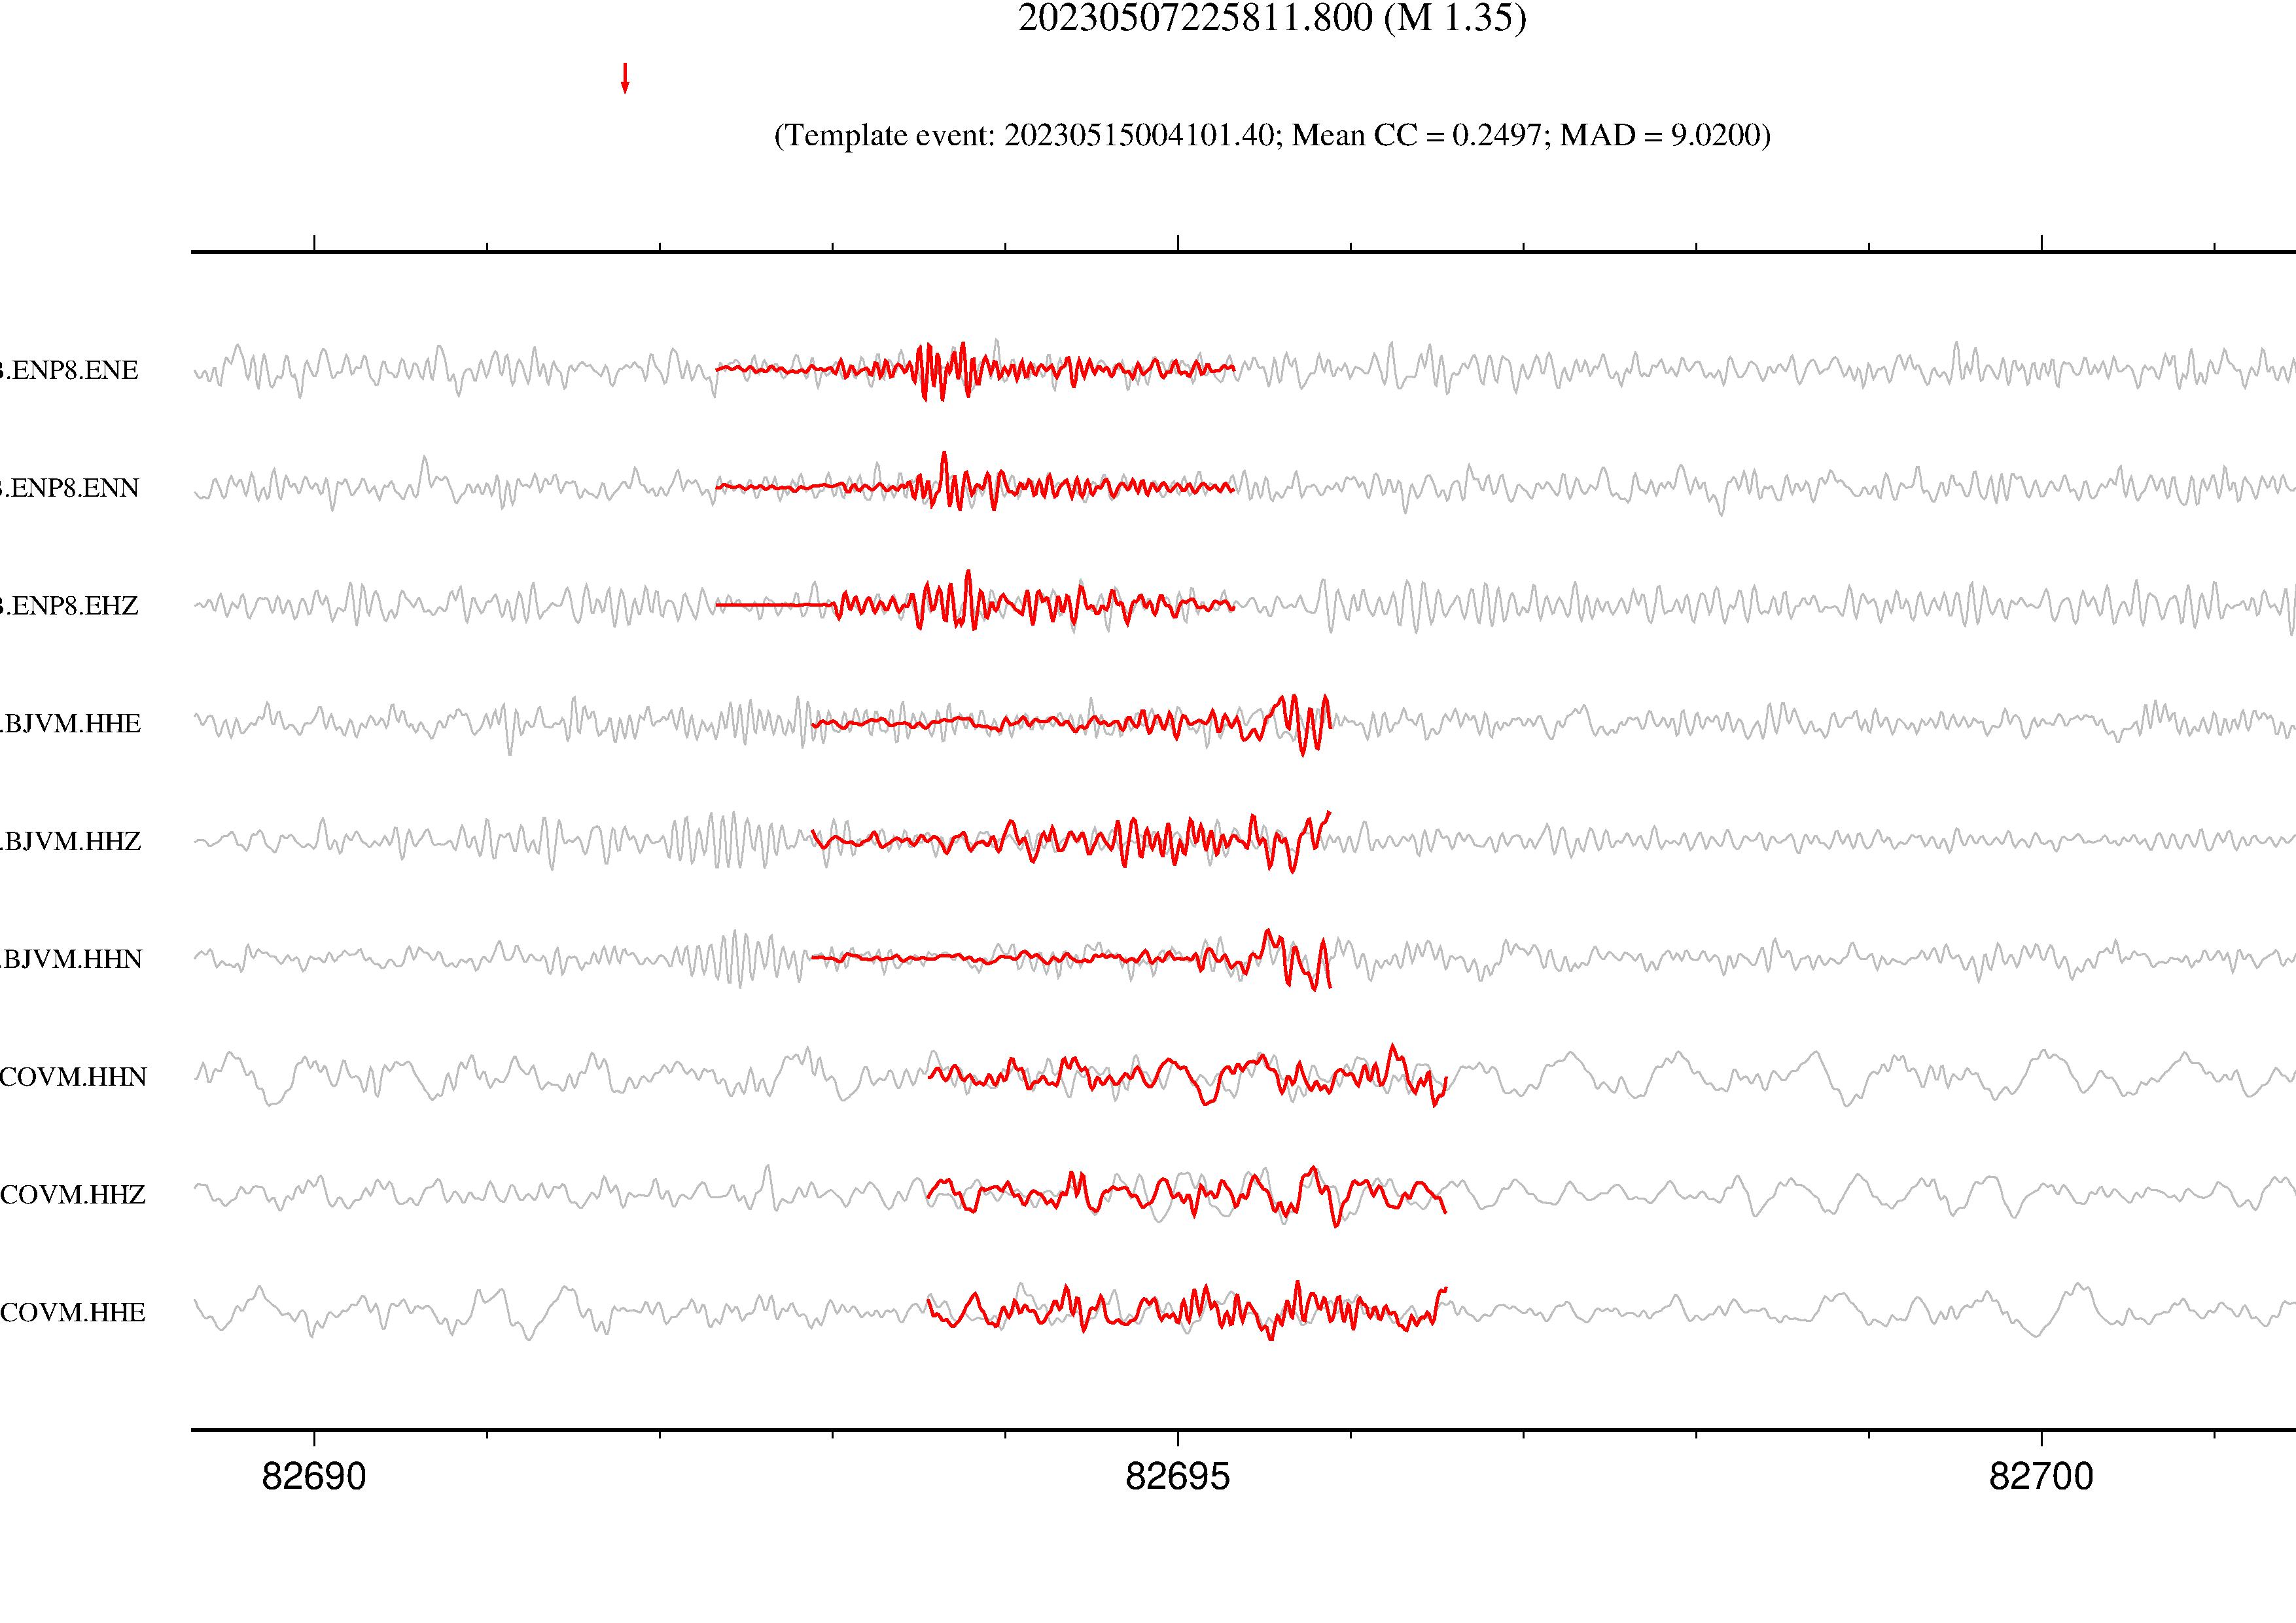 20230507225811.800 (M 1.35)
(Template event: 20230515004101.40; Mean CC = 0.2497; MAD = 9.0200)
.ENP8.ENE
.ENP8.ENN
.ENP8.EHZ
.BJVM.HHE
.BJVM.HHZ
.BJVM.HHN
COVM.HHN
COVM.HHZ
COVM.HHE
82690 82695 82700